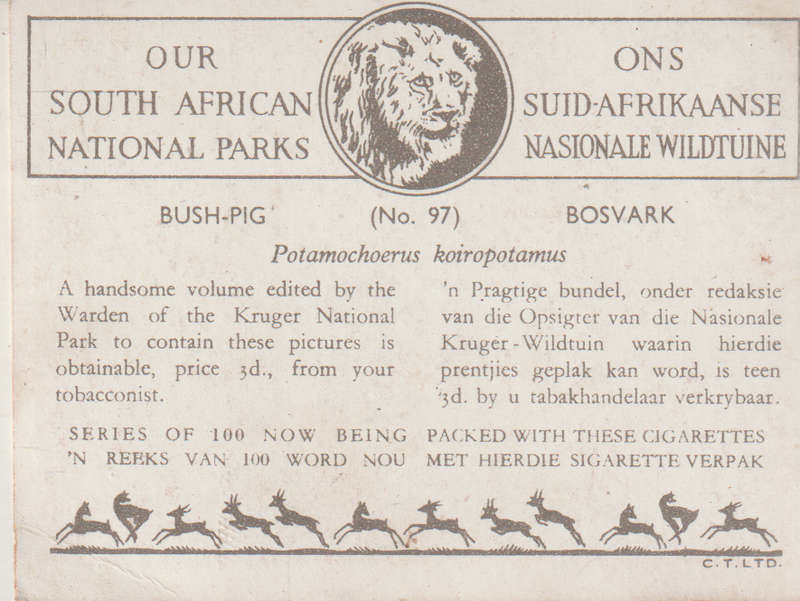 OUR
SOUTH AFRICAN
NATIONAL PARKS
ONS
SUID-AFRIKAANSE
NASIONALE WILDTUINE
BUSH-PIG (No. 97) BOSVARK
Potamochoerus koiropotamus
A handsome volume edited by the
Warden of the Kruger National
Park to contain these pictures is
obtainable, price 3d., from your
tobacconist.
'n Pragtige bundel, onder redaksie
van die Opsigter van die Nasionale
Kruger-Wildtuin waarin hierdie
prentjies geplak kan word, is teen
3d. by u tabakhandelaar verkrybaar.
SERIES OF 100 NOW BEING PACKED WITH THESE CIGARETTES
'N REEKS VAN 100 WORD NOU MET HIERDIE SIGARETTE VERPAK
C.T.LTD.